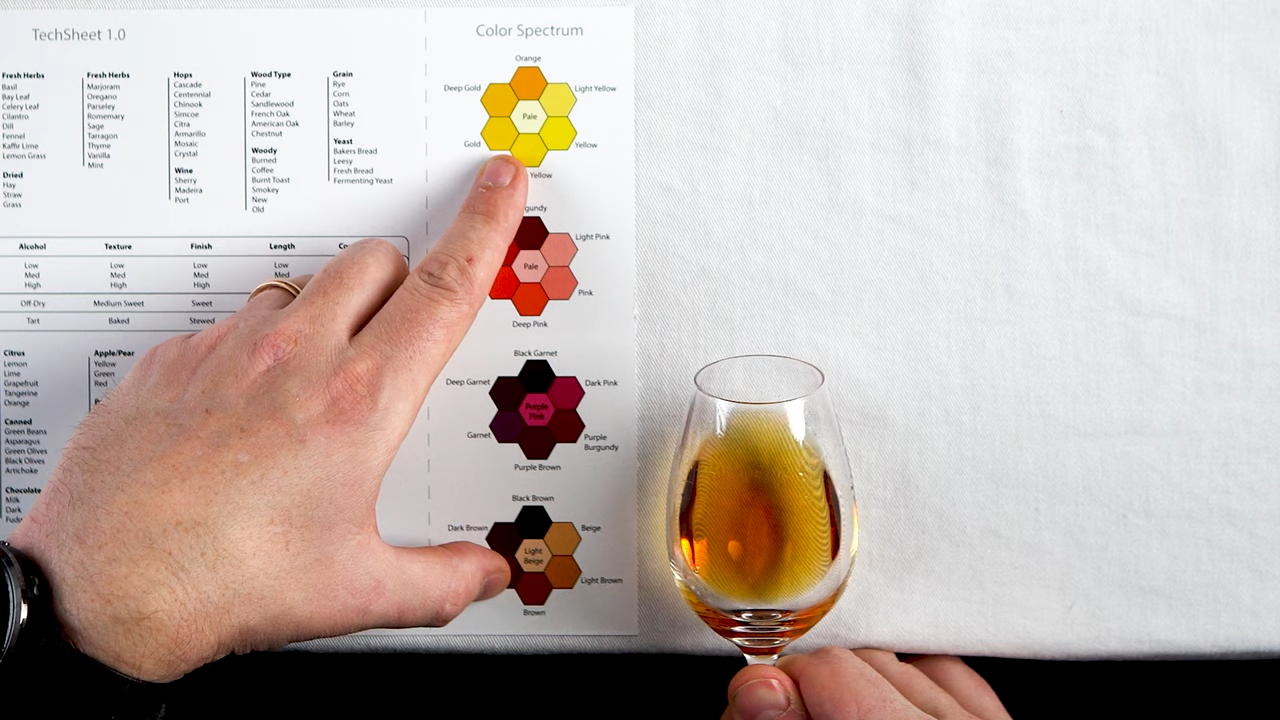 TechSheet 1.0
Fresh Herbs
Basil
Bay Leaf
Celery Leaf
Cilantro
Dill
Fennel
Kaffir Lime
Lemon Grass
Dried
Hay
Straw
Grass
Fresh Herbs
Marjoram
Oregano
Parseley
Romemary
Sage
Tarragon
Thyme
Vanilla
Mint
Hops
Cascade
Centennial
Chinook
Simcoe
Citra
Armarillo
Mosaic
Crystal
Wine
Sherry
Madeira
Port
Wood Type
Pine
Cedar
Sandlewood
French Oak
American Oak
Chestnut
Woody
Burned
Coffee
Burnt Toast
Smokey
New
Old
Grain
Rye
Corn
Oats
Wheat
Barley
Yeast
Bakers Bread
Leesy
Fresh Bread
Fermenting Yeast
Alcohol Texture Finish Length Co
Low Low Low Low
Med Med Med Med
High High High High
Off-Dry Medium Sweet Sweet
Tart Baked Stewed
Citrus
Lemon
Lime
Grapefruit
Tangerine
Orange
Canned
Green Beans
Asparagus
Green Olives
Black Olives
Artichoke
Chocolate
Milk
Dark
Apple/Pear
Yellow
Green
Red
Color Spectrum
Orange
Deep Gold
Light Yellow
Pale
Gold
Yellow
Yellow
gundy
Light Pink
Pale
Pink
Deep Pink
Black Garnet
Deep Garnet
Dark Pink
Purple
Pink
Garnet
Purple
Burgundy
Purple Brown
Black Brown
Dark Brown
Beige
Light
Beige
Light Brown
Brown